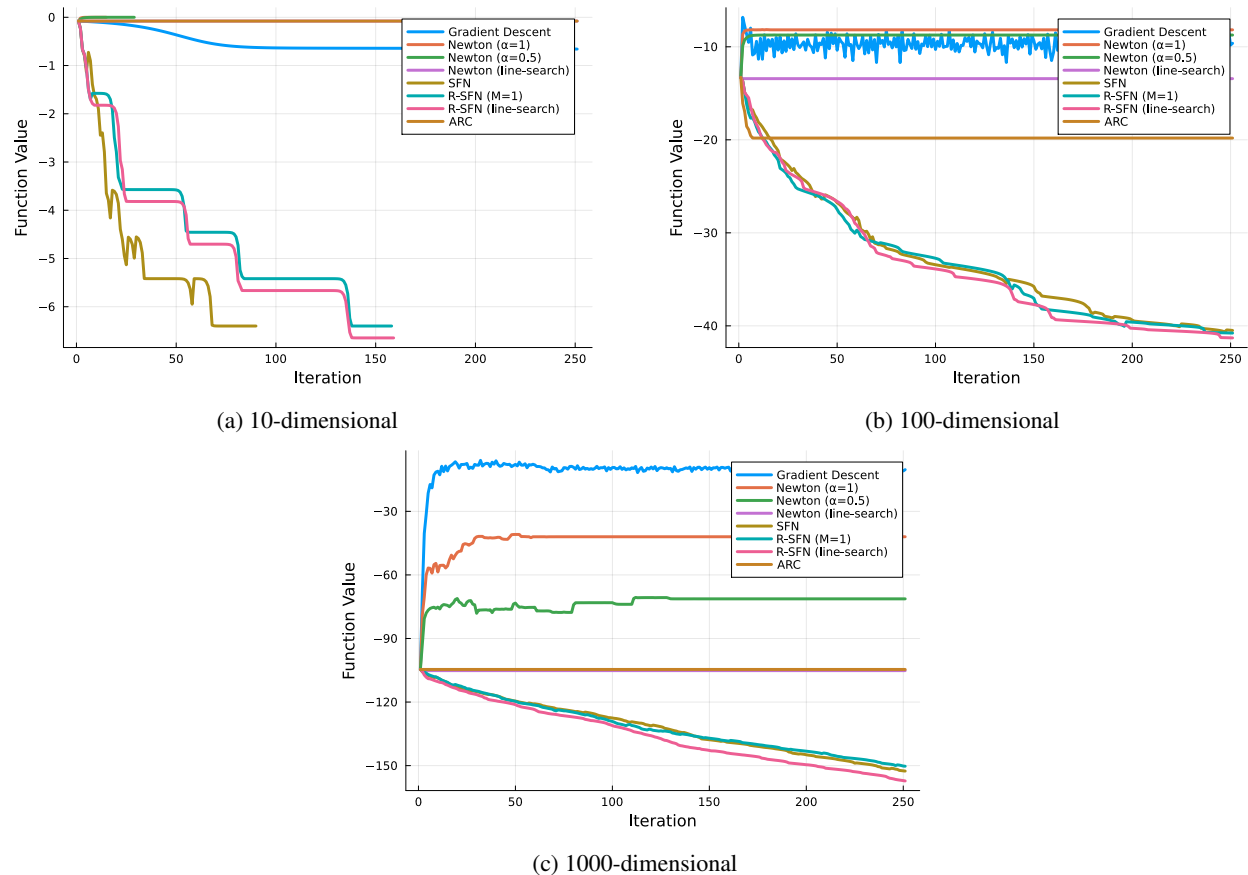 0
−1
−2
−3
−4
−5
−6
0
50
100
150
200
250
Function Value
Iteration
Gradient Descent
Newton (α=1)
Newton (α=0.5)
Newton (line-search)
SFN
R-SFN (M=1)
R-SFN (line-search)
ARC
(a) 10-dimensional
−10
−20
−30
−40
0
50
100
150
200
250
Function Value
Iteration
Gradient Descent
Newton (α=1)
Newton (α=0.5)
Newton (line-search)
SFN
R-SFN (M=1)
R-SFN (line-search)
ARC
(b) 100-dimensional
−30
−60
−90
−120
−150
0
50
100
150
200
250
Function Value
Iteration
Gradient Descent
Newton (α=1)
Newton (α=0.5)
Newton (line-search)
SFN
R-SFN (M=1)
R-SFN (line-search)
ARC
(c) 1000-dimensional